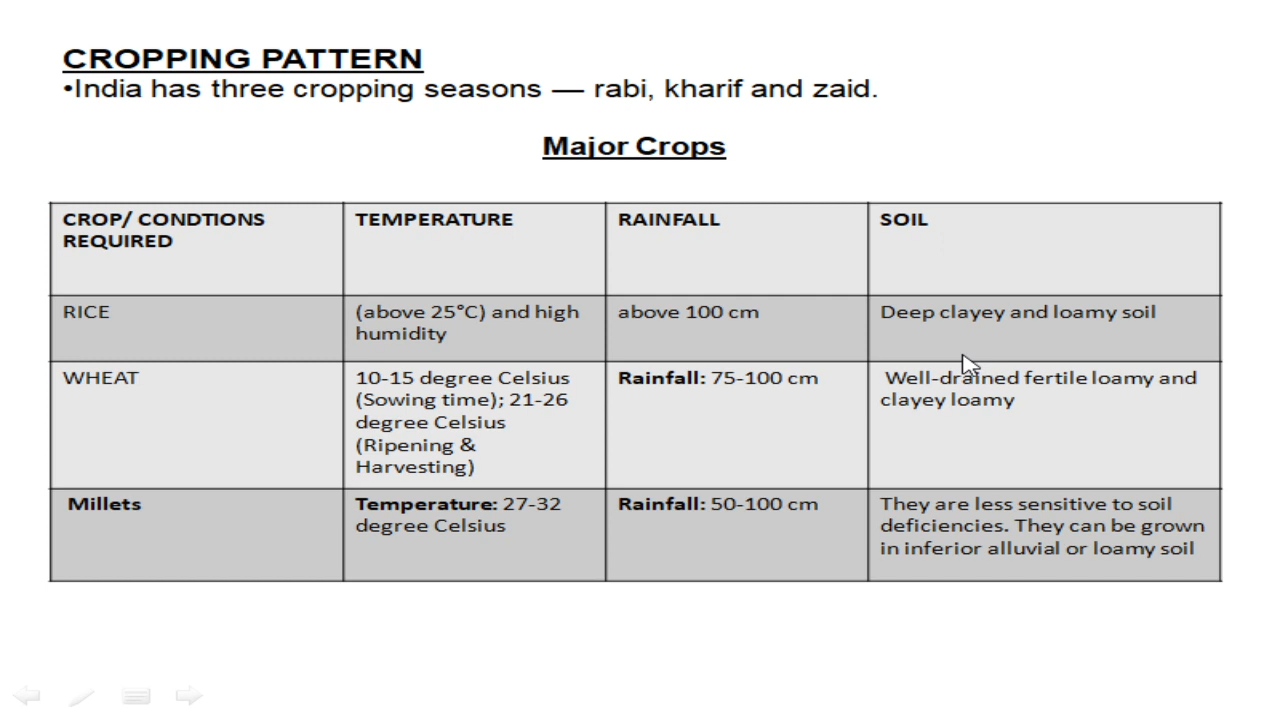 CROPPING PATTERN
•India has three cropping seasons — rabi, kharif and zaid.
Major Crops
CROP/ CONDTIONS
REQUIRED
TEMPERATURE
RAINFALL
SOIL
RICE
(above 25°C) and high
humidity
above 100 cm
Deep clayey and loamy soil
WHEAT
10-15 degree Celsius
(Sowing time); 21-26
degree Celsius
(Ripening &
Harvesting)
Rainfall: 75-100 cm
Well-drained fertile loamy and
clayey loamy
Millets
Temperature: 27-32
degree Celsius
Rainfall: 50-100 cm
They are less sensitive to soil
deficiencies. They can be grown
in inferior alluvial or loamy soil